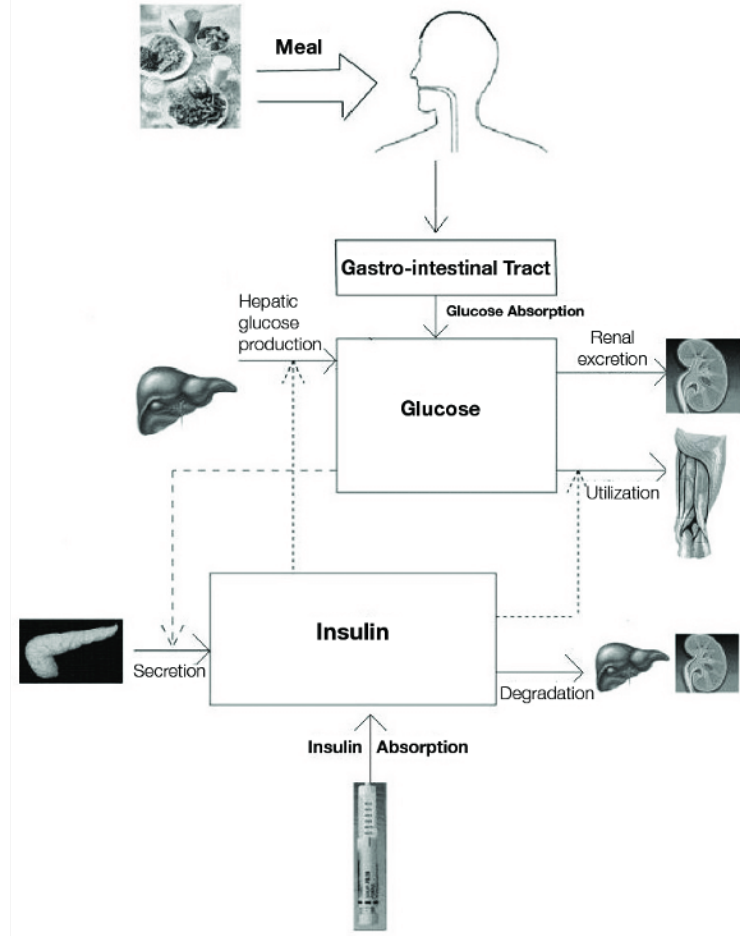 Meal
Gastro-intestinal Tract
Glucose Absorption
Hepatic
glucose
production
Renal
excretion
Glucose
Utilization
Insulin
Secretion
Degradation
Insulin Absorption